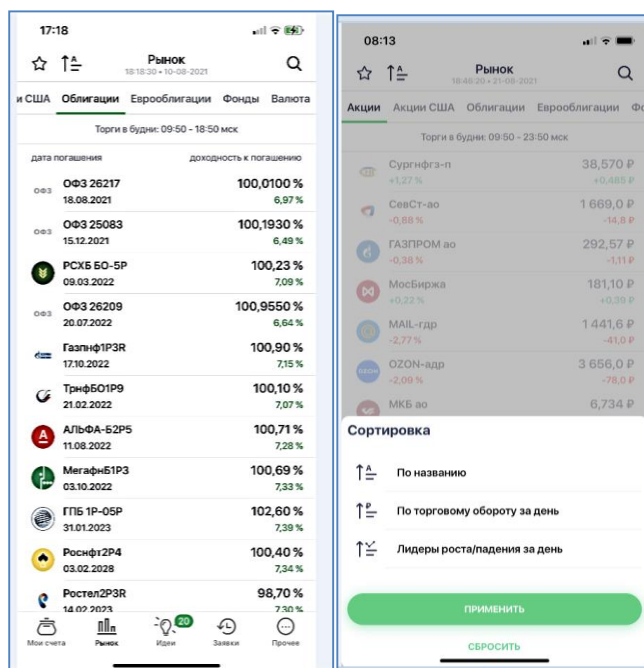 17:18
Рынок
18:18:30 • 10-08-2021
и США Облигации Еврооблигации Фонды Валюта
Торги в будни: 09:50 - 18:50 мск
дата погашения доходность к погашению
ОФЗ ОФЗ 26217 100,0100 %
18.08.2021 6,97 %
ОФЗ ОФЗ 25083 100,1930 %
15.12.2021 6,49 %
РСХБ БО-5Р 100,23 %
09.03.2022 7,09 %
ОФЗ ОФЗ 26209 100,9550 %
20.07.2022 6,64 %
Газпнф1P3R 100,90 %
17.10.2022 7,15 %
ТрнфБО1P9 100,10 %
21.02.2022 7,07 %
АЛЬФА-Б2Р5 100,71 %
11.08.2022 7,28 %
МегафнБ1Р3 100,69 %
03.10.2022 7,33 %
ГПБ 1Р-05Р 102,60 %
31.01.2023 7,39 %
Роснфт2Р4 100,40 %
03.02.2028 7,34 %
Ростел2P3R 98,70 %
14.02.2023 7,30 %
20
Мои счета Рынок Идеи Заявки Прочее
08:13
Рынок
18:46:20 • 21-08-2021
Акции Акции США Облигации Еврооблигации Фо
Торги в будни: 09:50 - 23:50 мск
Сургнфгз-п 38,570 ₽
+1,27 % +0,485 ₽
СевСт-ао 1 669,0 ₽
-0,88 % -14,8 ₽
ГАЗПРОМ ао 292,57 ₽
-0,38 % -1,11 ₽
МосБиржа 181,10 ₽
+0,22 % +0,39 ₽
MAIL-гдр 1 441,6 ₽
-2,77 % -41,0 ₽
OZON OZON-адр 3 656,0 ₽
-2,09 % -78,0 ₽
МКБ ао 6,734 ₽
Сортировка
По названию
По торговому обороту за день
Лидеры роста/падения за день
ПРИМЕНИТЬ
СБРОСИТЬ